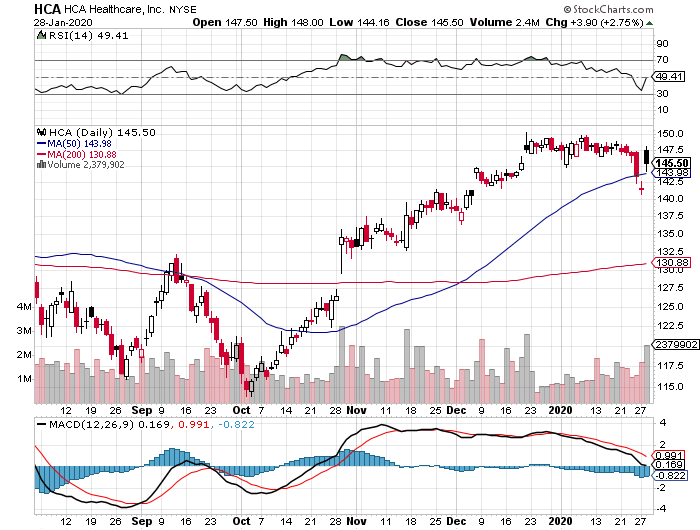 HCA HCA Healthcare, Inc. NYSE © StockCharts.com
28-Jan-2020 Open 147.50 High 148.00 Low 144.16 Close 145.50 Volume 2.4M Chg +3.90 (+2.75%)
RSI(14) 49.41
90
70
49.41
30
10
HCA (Daily) 145.50
MA(50) 143.98
MA(200) 130.88
Volume 2,379,902
150.0
147.5
145.50
143.98
142.5
140.0
137.5
135.0
132.5
130.88
130.0
127.5
125.0
122.5
2379902
117.5
115.0
4M
3M
2M
1M
12 19 26 Sep 9 16 23 Oct 7 14 21 28 Nov 11 18 25 Dec 9 16 23 2020 13 21 27
MACD(12,26,9) 0.169, 0.991, -0.822
4
2
0.991
0.169
-0.822
-2
-4
12 19 26 Sep 9 16 23 Oct 7 14 21 28 Nov 11 18 25 Dec 9 16 23 2020 13 21 27